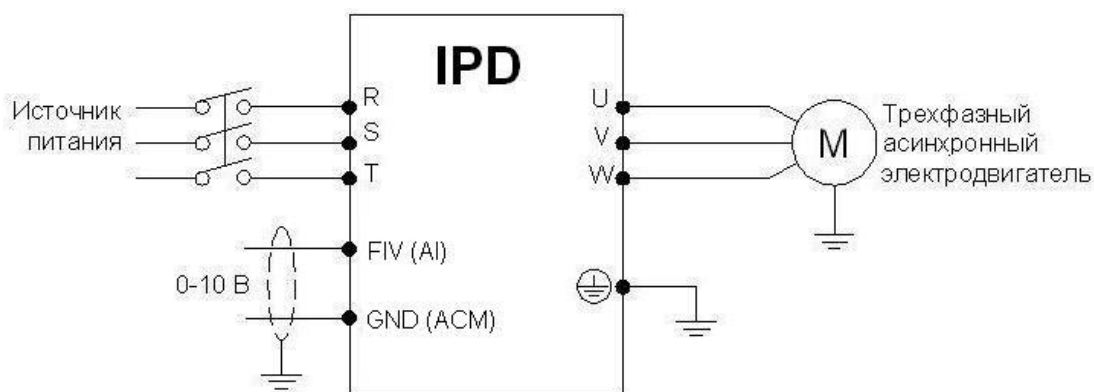 IPD
Источник
питания
R
S
T
U
V
W
M
Трехфазный
асинхронный
электродвигатель
FIV (AI)
0-10 В
GND (ACM)